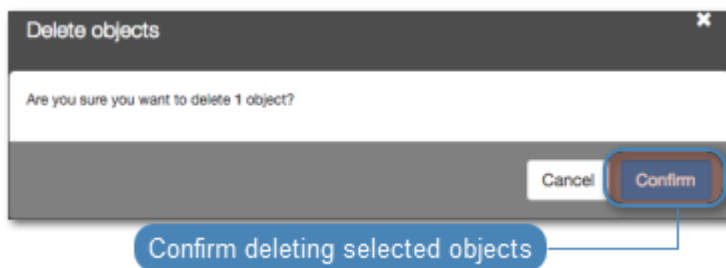 Delete objects
Are you sure you want to delete 1 object?
Cancel Confirm
Confirm deleting selected objects